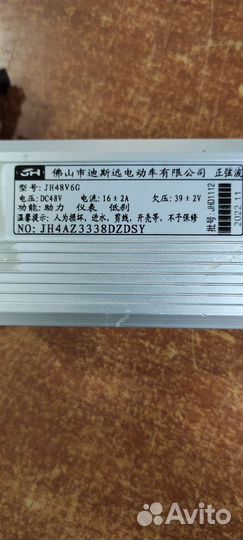 JH
佛山市迪斯远电动车有限公司 正弦波
型号: JH48V6G
电压: DC48V 电流: 16±2A 欠压: 39±2V
功能: 助力 仪表 低刹
温馨提示: 人为损坏, 进水, 剪线, 开壳等, 不予保修
NO: JH4AZ3338DZDSY
批号: JHD1112
2022.11
Avito